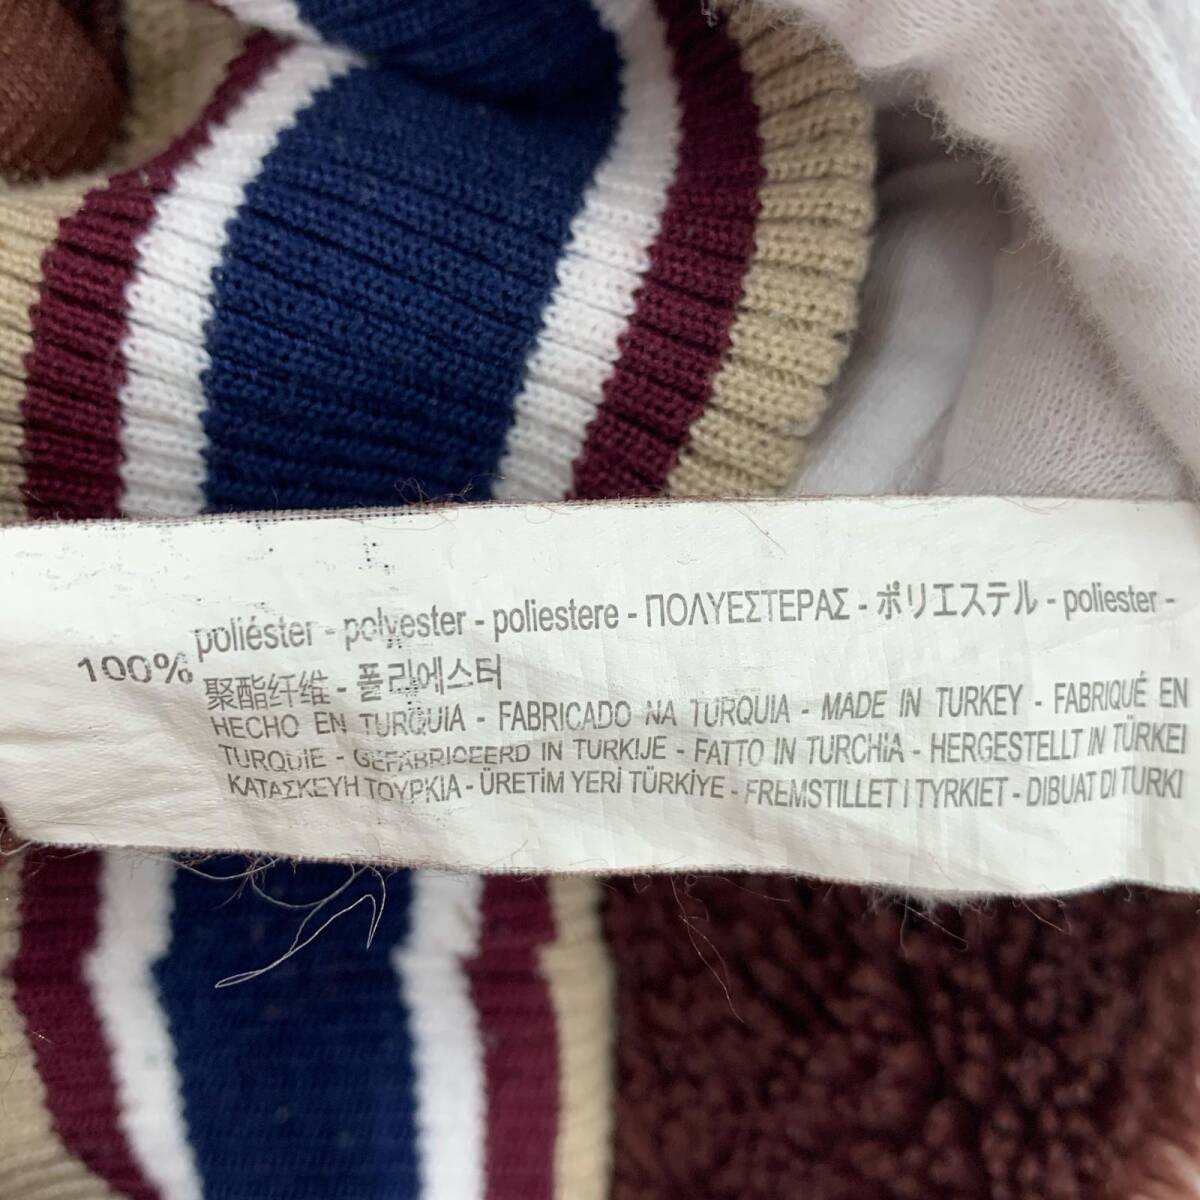 100% poliéster - polyester - poliestere - ΠΟΛΥΕΣΤΕΡΑΣ - ポリエステル - poliester -
聚酯纤维 - 폴리에스터
HECHO EN TURQUIA - FABRICADO NA TURQUIA - MADE IN TURKEY - FABRIQUÉ EN
TURQUIE - GEFABRICEERD IN TURKIJE - FATTO IN TURCHIA - HERGESTELLT IN TÜRKEI
ΚΑΤΑΣΚΕΥΗ ΤΟΥΡΚΙΑ - ÜRETİM YERİ TÜRKİYE - FREMSTILLET I TYRKIET - DIBUAT DI TURKI